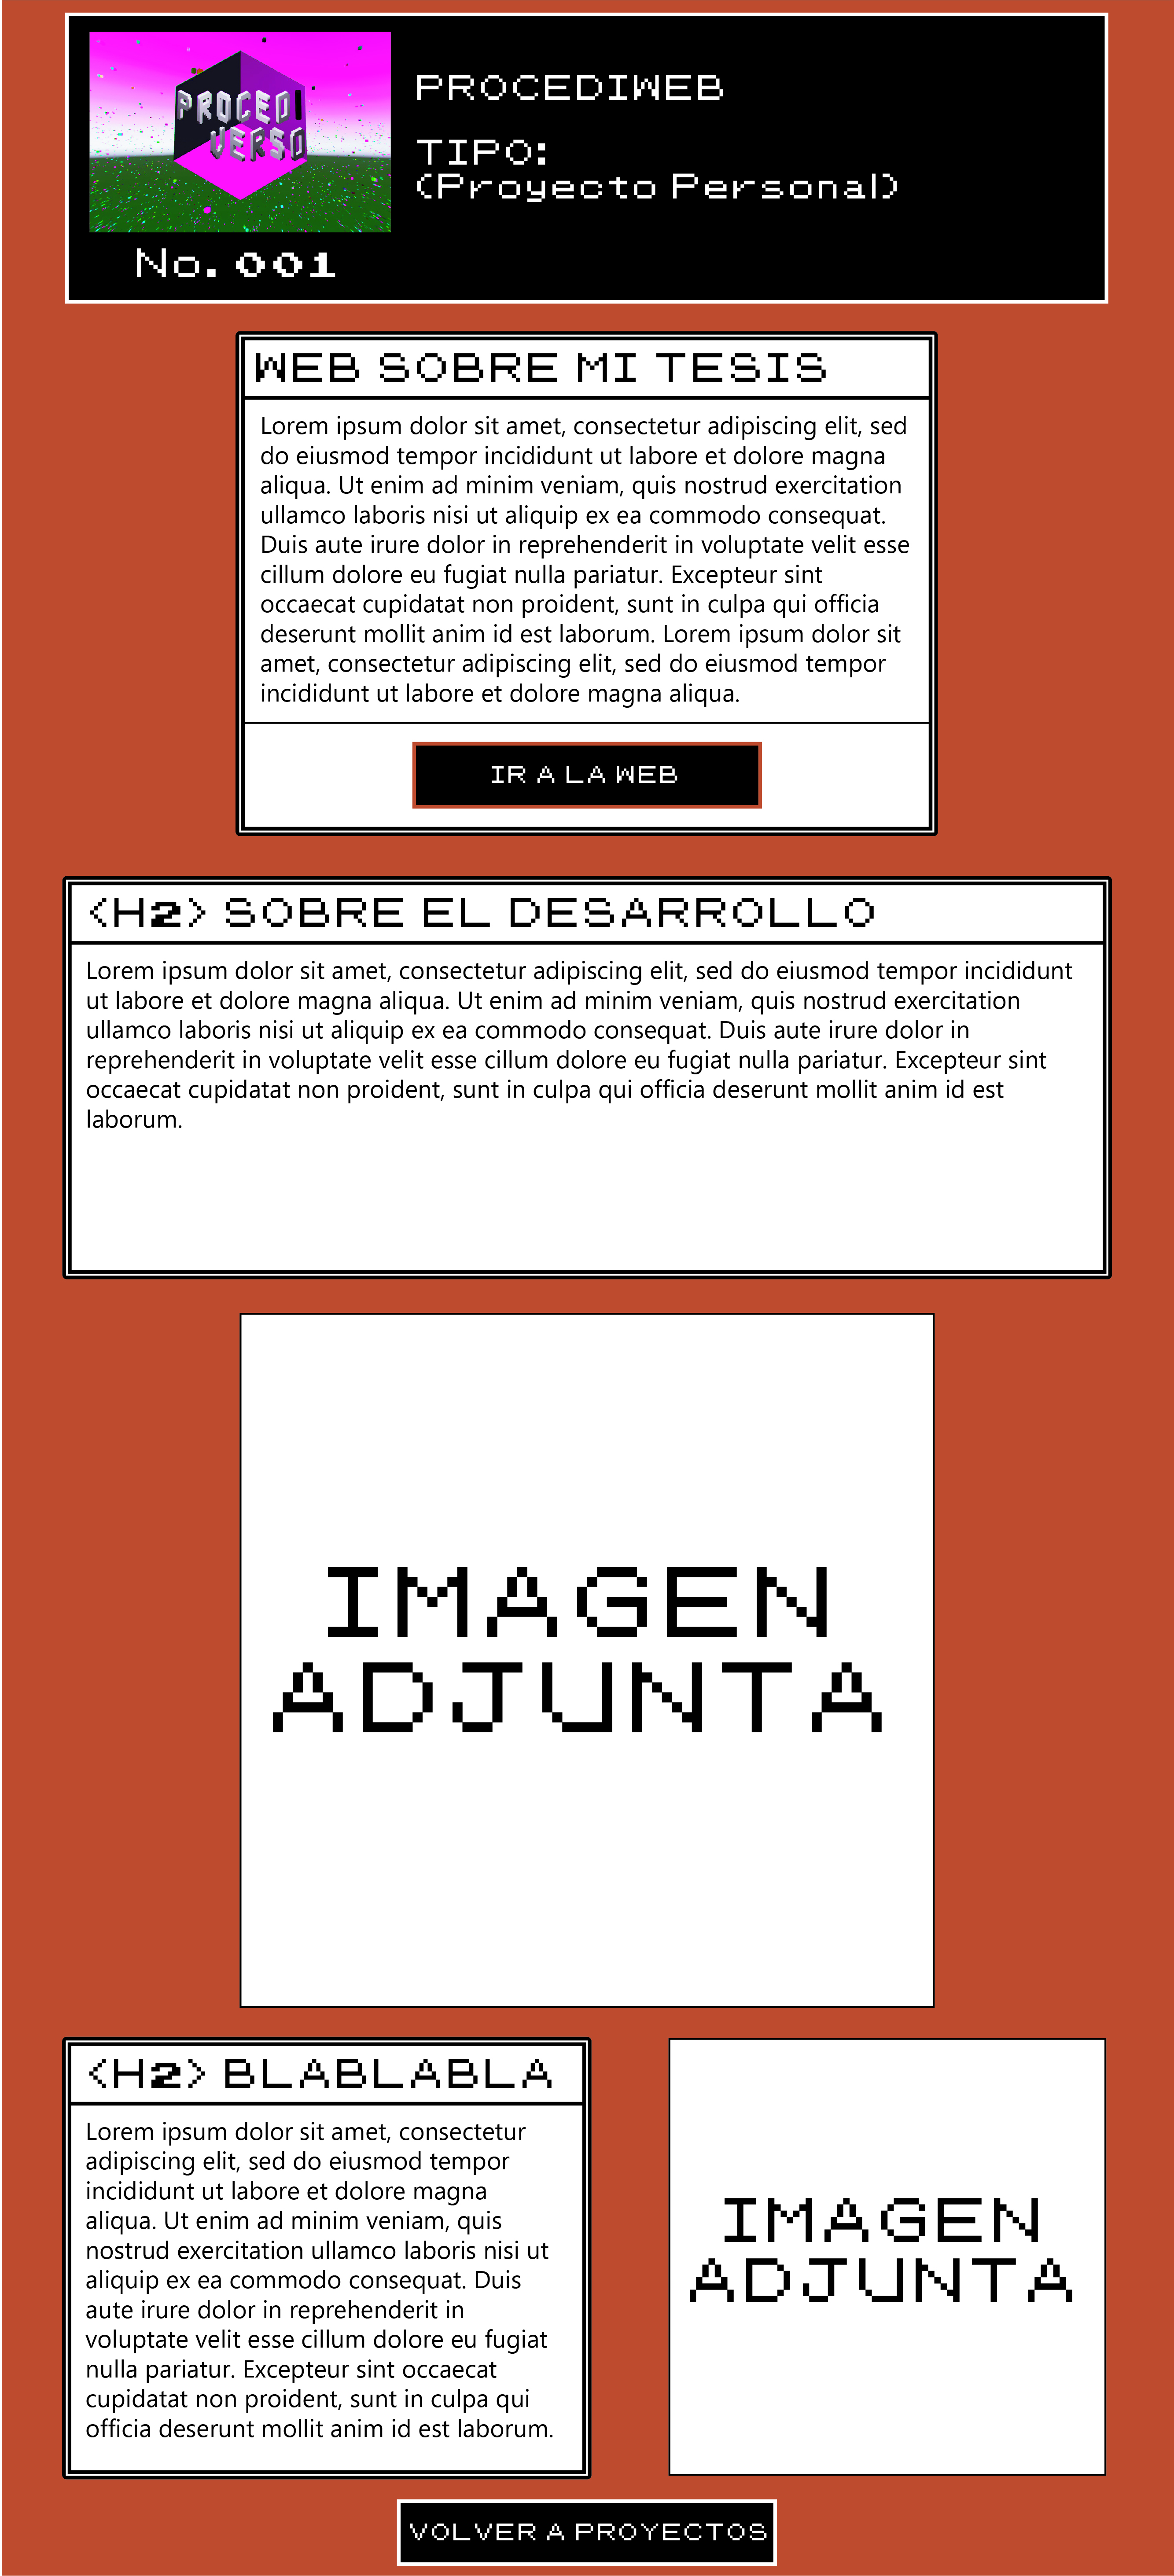 PROCEDI
VERSO
No. 001
PROCEDIWEB
TIPO:
(Proyecto Personal)
WEB SOBRE MI TESIS
Lorem ipsum dolor sit amet, consectetur adipiscing elit, sed
do eiusmod tempor incididunt ut labore et dolore magna
aliqua. Ut enim ad minim veniam, quis nostrud exercitation
ullamco laboris nisi ut aliquip ex ea commodo consequat.
Duis aute irure dolor in reprehenderit in voluptate velit esse
cillum dolore eu fugiat nulla pariatur. Excepteur sint
occaecat cupidatat non proident, sunt in culpa qui officia
deserunt mollit anim id est laborum. Lorem ipsum dolor sit
amet, consectetur adipiscing elit, sed do eiusmod tempor
incididunt ut labore et dolore magna aliqua.
IR A LA WEB
<H2> SOBRE EL DESARROLLO
Lorem ipsum dolor sit amet, consectetur adipiscing elit, sed do eiusmod tempor incididunt
ut labore et dolore magna aliqua. Ut enim ad minim veniam, quis nostrud exercitation
ullamco laboris nisi ut aliquip ex ea commodo consequat. Duis aute irure dolor in
reprehenderit in voluptate velit esse cillum dolore eu fugiat nulla pariatur. Excepteur sint
occaecat cupidatat non proident, sunt in culpa qui officia deserunt mollit anim id est
laborum.
IMAGEN
ADJUNTA
<H2> BLABLABLA
Lorem ipsum dolor sit amet, consectetur
adipiscing elit, sed do eiusmod tempor
incididunt ut labore et dolore magna
aliqua. Ut enim ad minim veniam, quis
nostrud exercitation ullamco laboris nisi ut
aliquip ex ea commodo consequat. Duis
aute irure dolor in reprehenderit in
voluptate velit esse cillum dolore eu fugiat
nulla pariatur. Excepteur sint occaecat
cupidatat non proident, sunt in culpa qui
officia deserunt mollit anim id est laborum.
IMAGEN
ADJUNTA
VOLVER A PROYECTOS